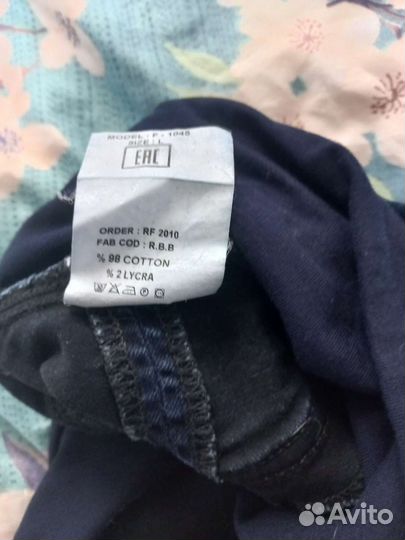 MODEL : F - 1045
SIZE : L
EAC
ORDER : RF 2010
FAB COD : R.B.B
% 98 COTTON
% 2 LYCRA
Avito